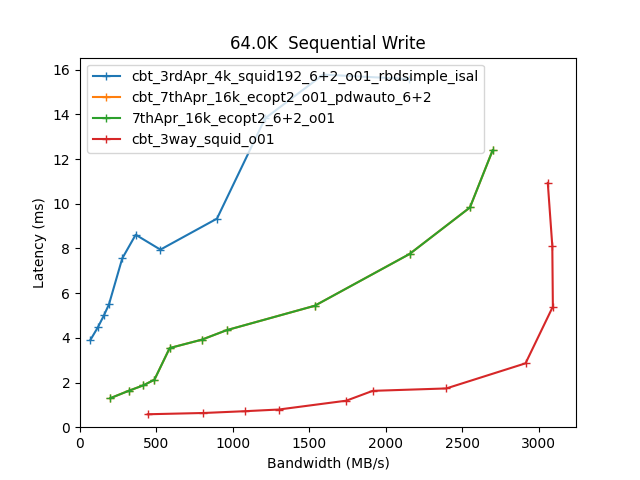 64.0K  Sequential Write
16
14
12
10
8
6
4
2
0
Latency (ms)
cbt_3rdApr_4k_squid192_6+2_o01_rbdsimple_isal
cbt_7thApr_16k_ecopt2_o01_pdwauto_6+2
7thApr_16k_ecopt2_6+2_o01
cbt_3way_squid_o01
0 500 1000 1500 2000 2500 3000
Bandwidth (MB/s)